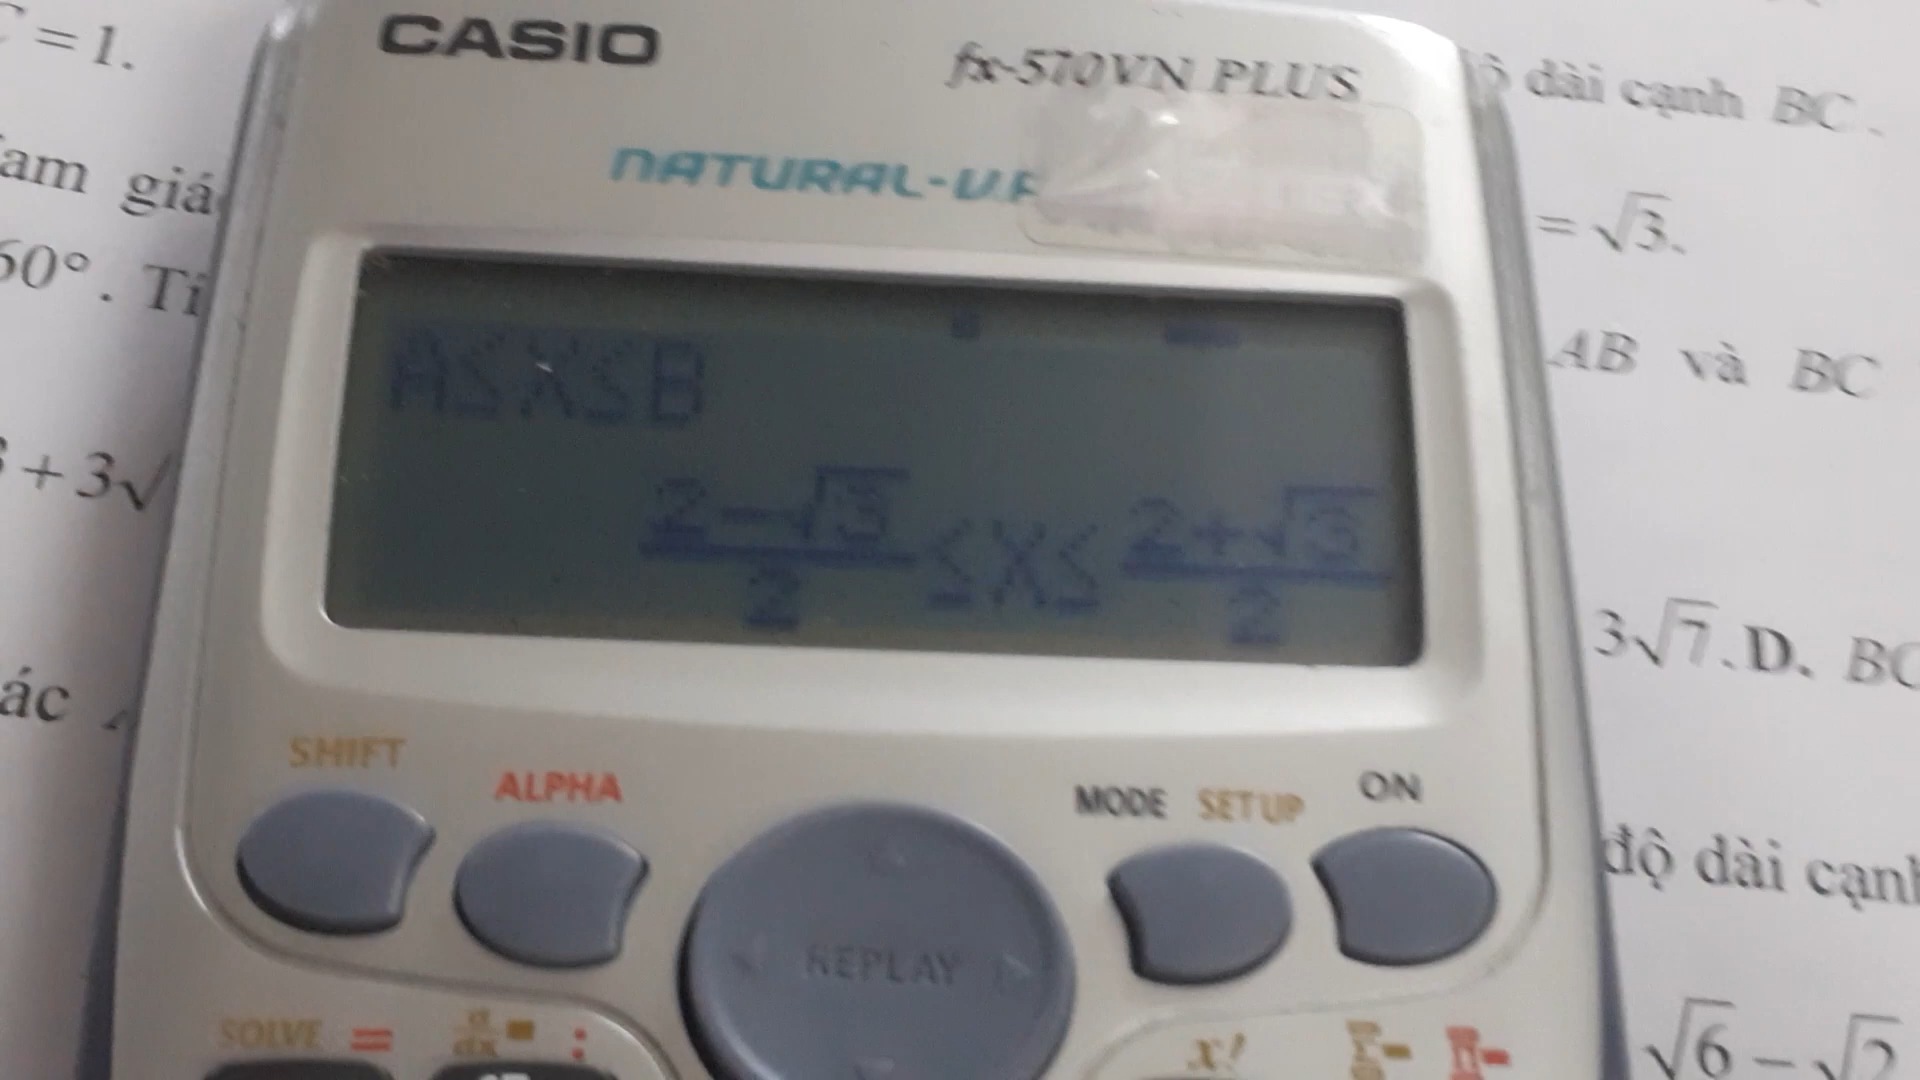 = 1.
CASIO
fx-570VN PLUS
dài cạnh BC.
NATURAL-V.P
am giá
= √3.
60°. Tí
A≤X≤B
AB và BC
+ 3√
(2-√3)/2 ≤X≤ (2+√3)/2
3√7. D. BC
ác
SHIFT
ALPHA
MODE SETUP
ON
độ dài cạnh
REPLAY
SOLVE =
d/dx :
x!
√6 - √2